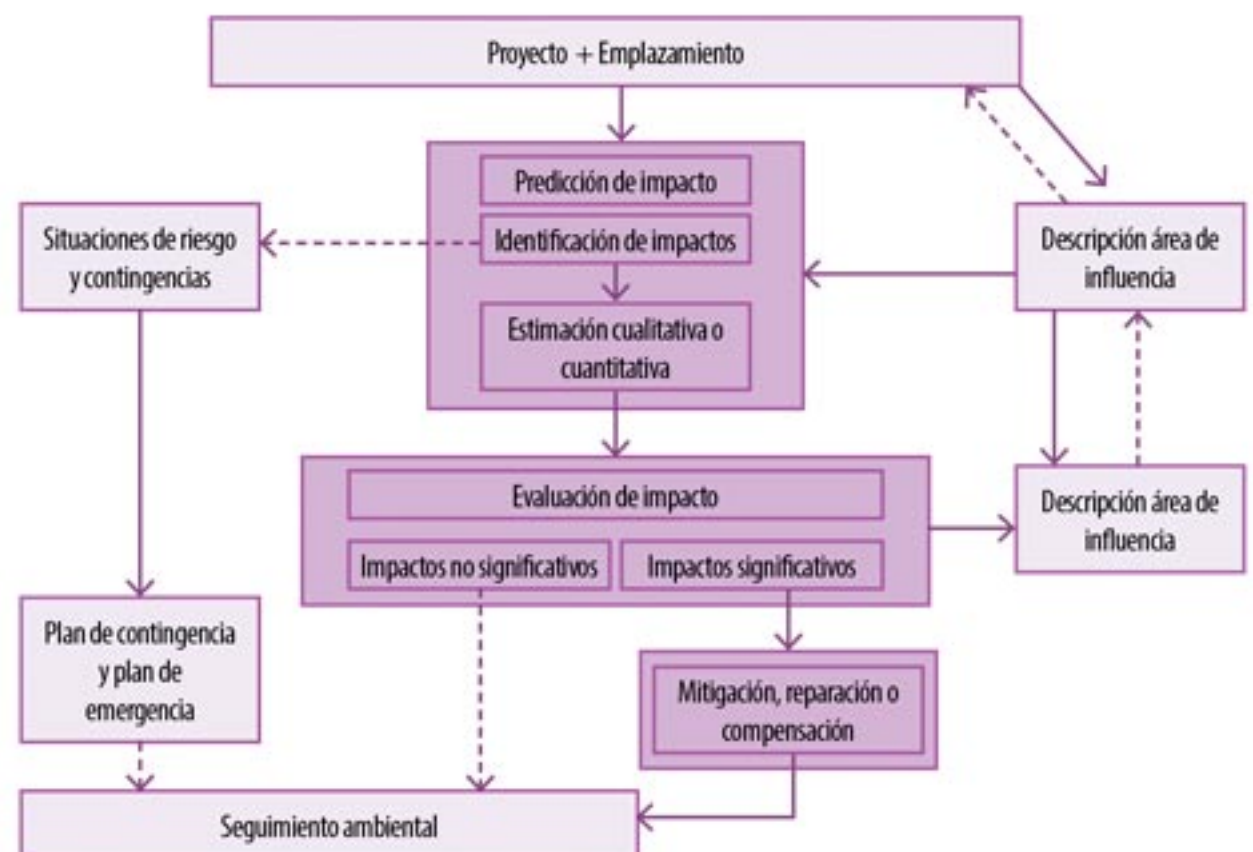 Proyecto + Emplazamiento
Predicción de impacto
Situaciones de riesgo
y contingencias
Identificación de impactos
Descripción área de
influencia
Estimación cualitativa o
cuantitativa
Evaluación de impacto
Impactos no significativos
Impactos significativos
Descripción área de
influencia
Plan de contingencia
y plan de
emergencia
Mitigación, reparación o
compensación
Seguimiento ambiental